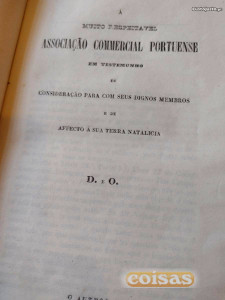 Á
MUITO RESPEITAVEL
ASSOCIAÇÃO COMMERCIAL PORTUENSE
EM TESTEMUNHO
DE
CONSIDERAÇÃO PARA COM SEUS DIGNOS MEMBROS
E DE
AFFECTO Á SUA TERRA NATALICIA
D. E O.
O
coisas